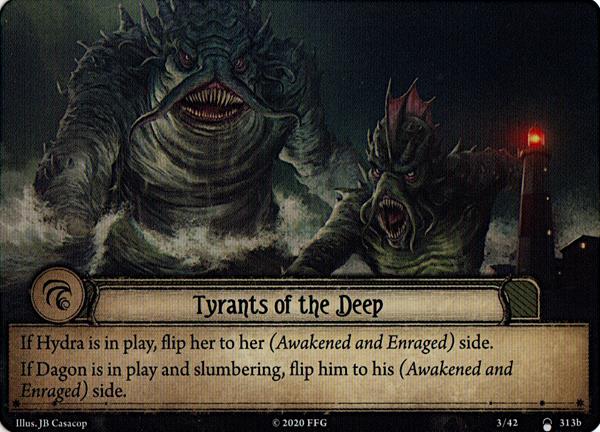 Tyrants of the Deep
If Hydra is in play, flip her to her (Awakened and Enraged) side.
If Dagon is in play and slumbering, flip him to his (Awakened and
Enraged) side.
Illus. JB Casacop © 2020 FFG 3/42 313b